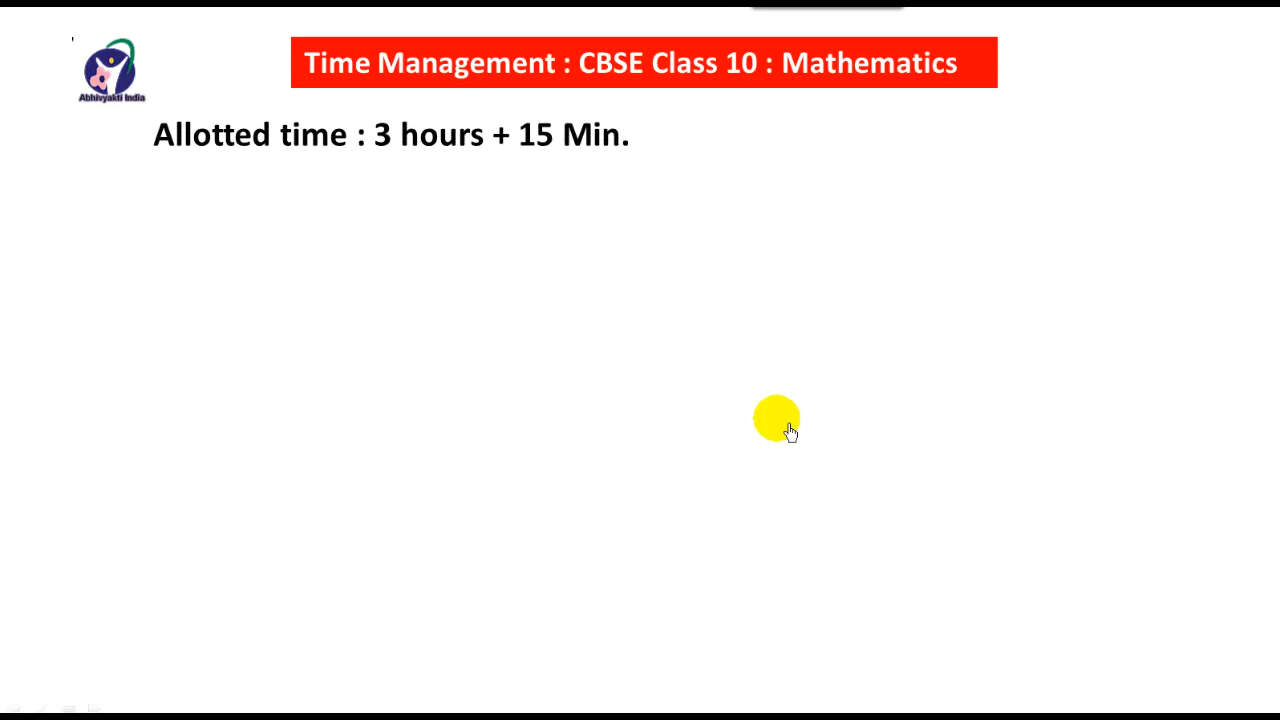 Time Management : CBSE Class 10 : Mathematics
Abhivyakti India
Allotted time : 3 hours + 15 Min.